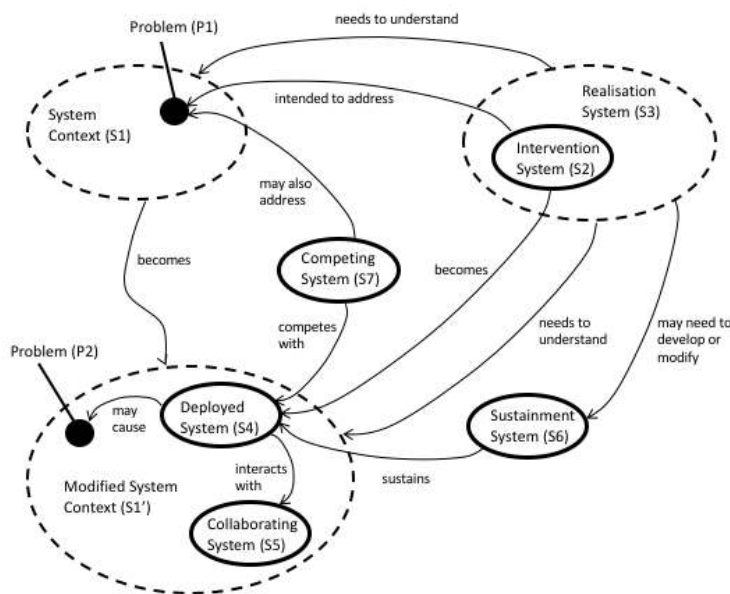 needs to understand
Problem (P1)
intended to address
Realisation
System (S3)
System
Context (S1)
Intervention
System (S2)
may also
address
becomes
Competing
System (S7)
becomes
competes
with
needs to
understand
may need to
develop or
modify
Problem (P2)
may
cause
Deployed
System (S4)
Sustainment
System (S6)
interacts
with
sustains
Modified System
Context (S1')
Collaborating
System (S5)